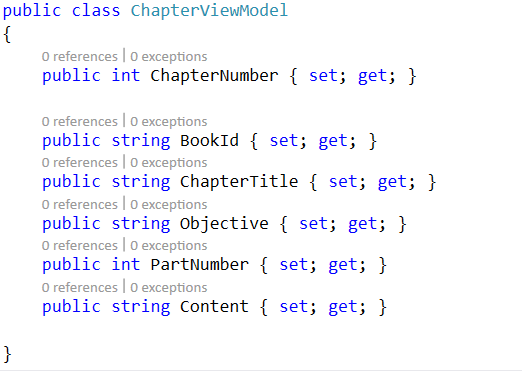 public class ChapterViewModel
{
0 references | 0 exceptions
public int ChapterNumber { set; get; }
0 references | 0 exceptions
public string BookId { set; get; }
0 references | 0 exceptions
public string ChapterTitle { set; get; }
0 references | 0 exceptions
public string Objective { set; get; }
0 references | 0 exceptions
public int PartNumber { set; get; }
0 references | 0 exceptions
public string Content { set; get; }
}